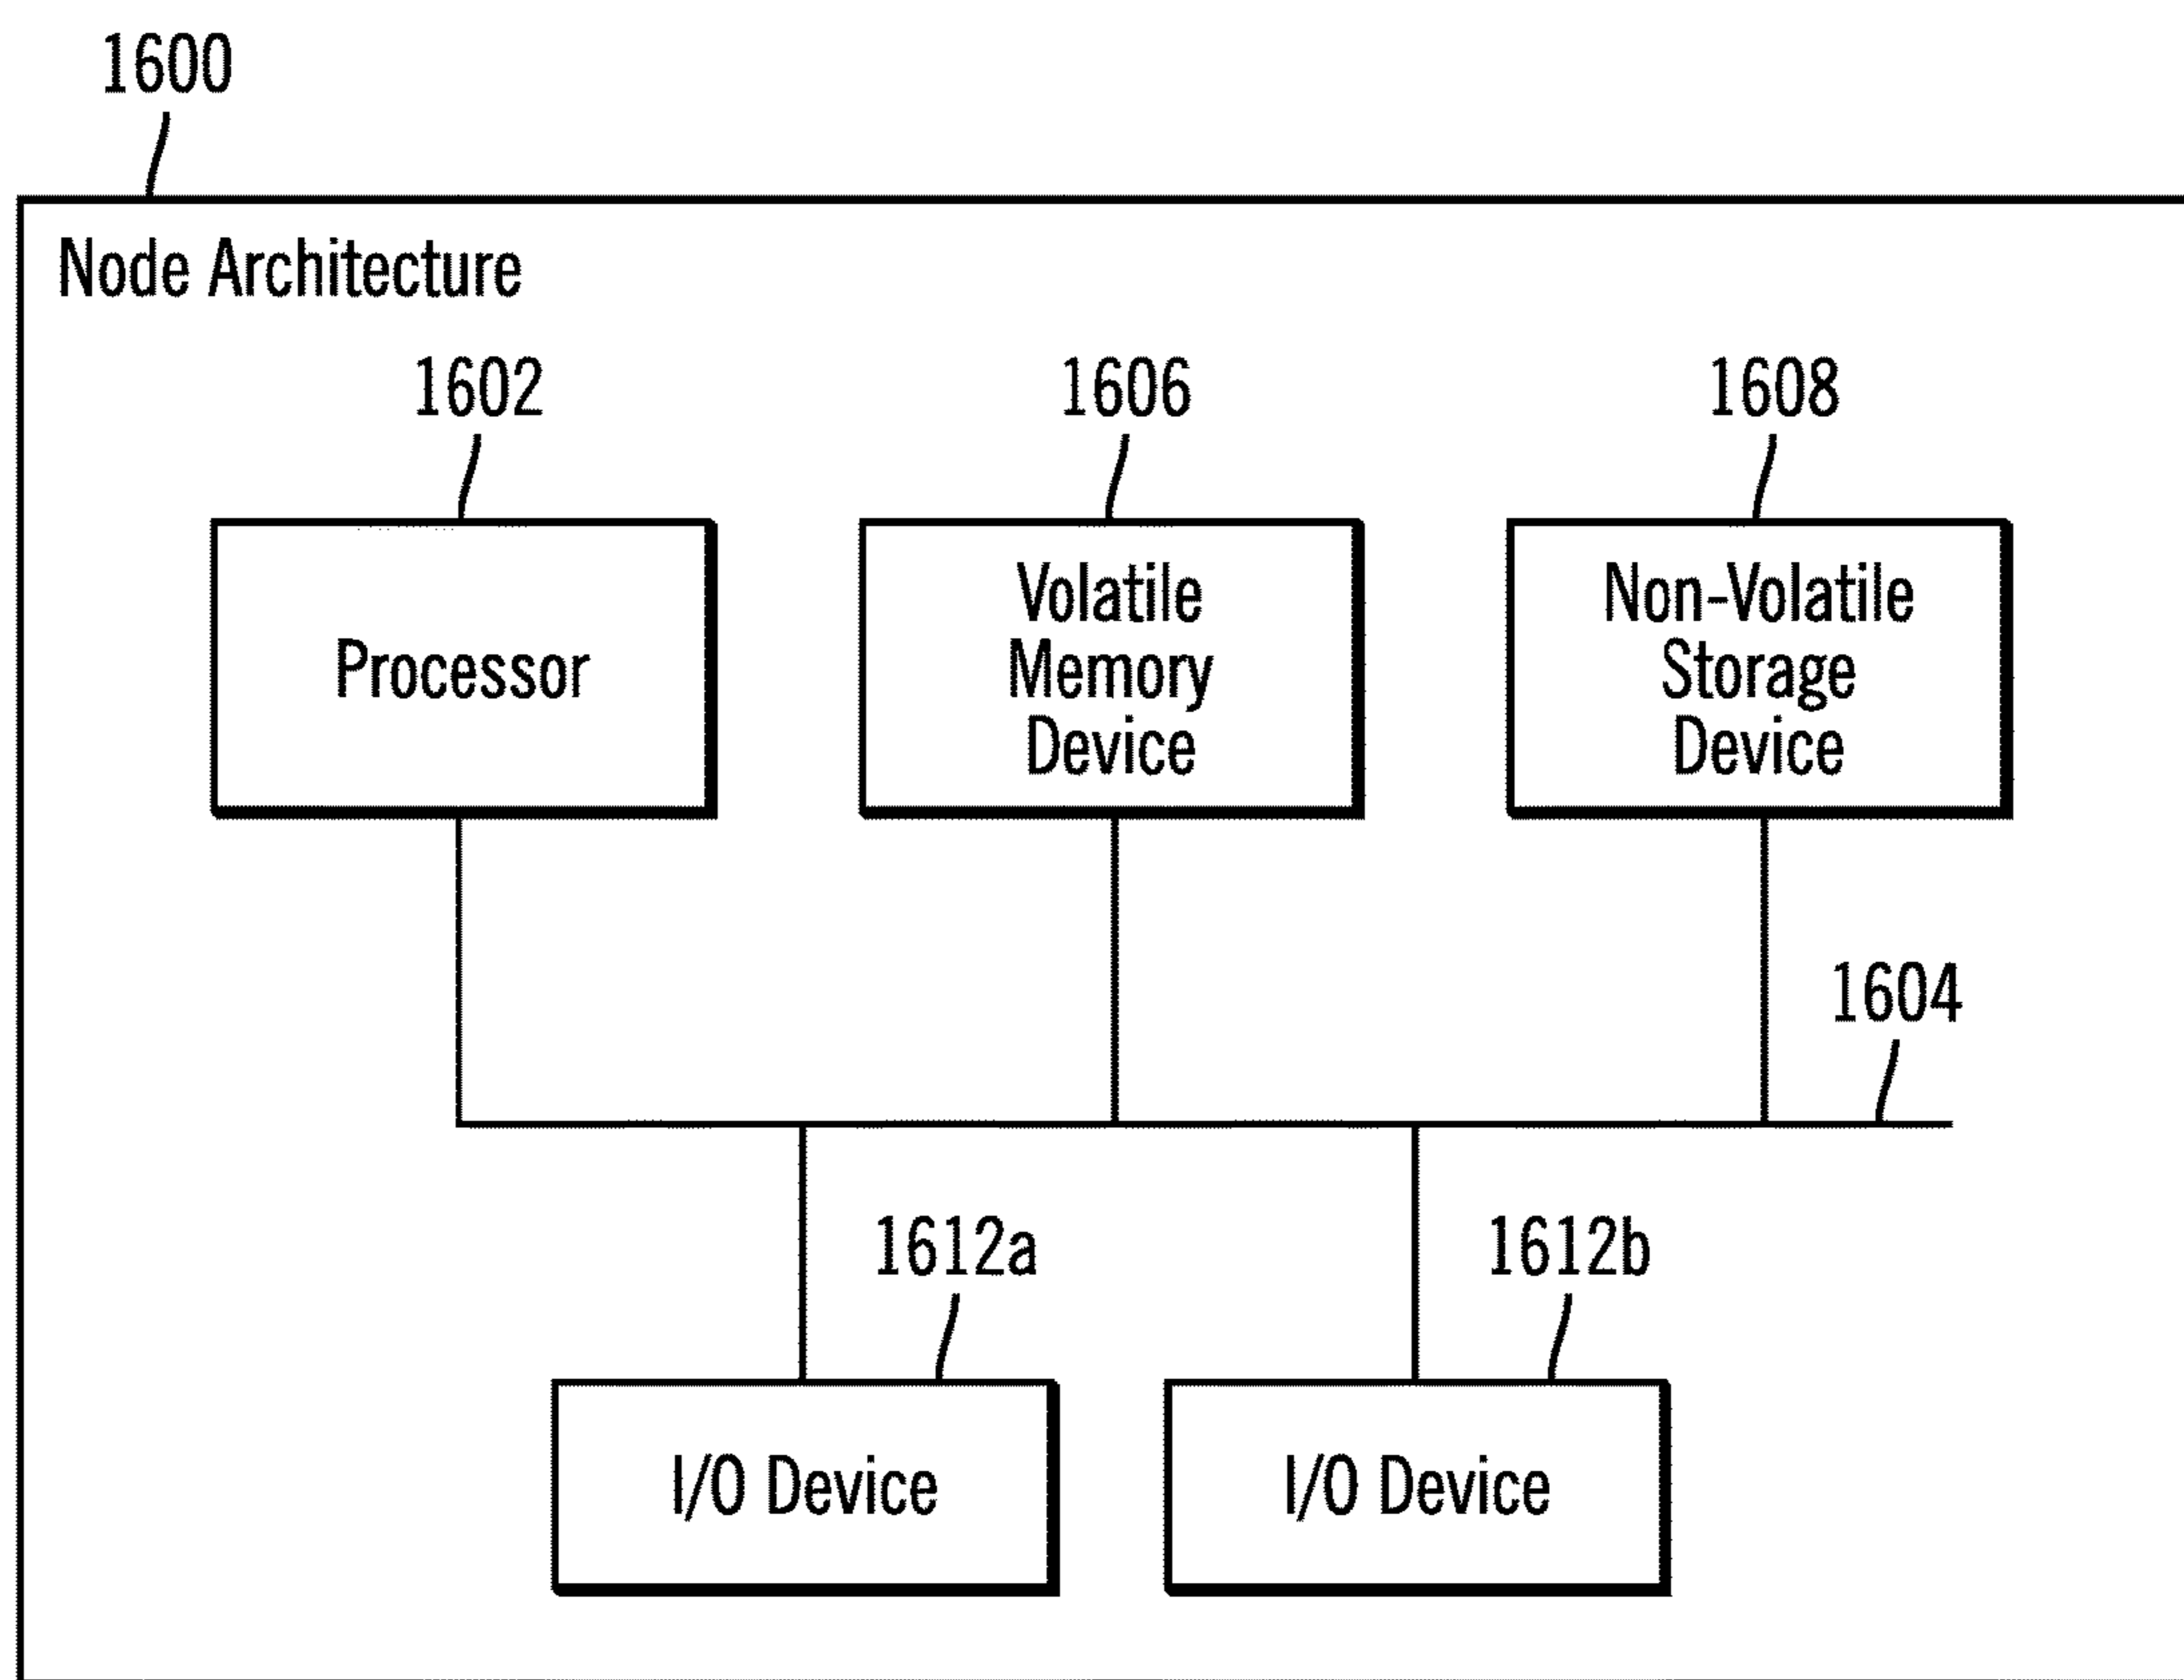 1600
Node Architecture
1602
1606
1608
Processor
Volatile
Memory
Device
Non-Volatile
Storage
Device
1604
1612a
1612b
I/O Device
I/O Device